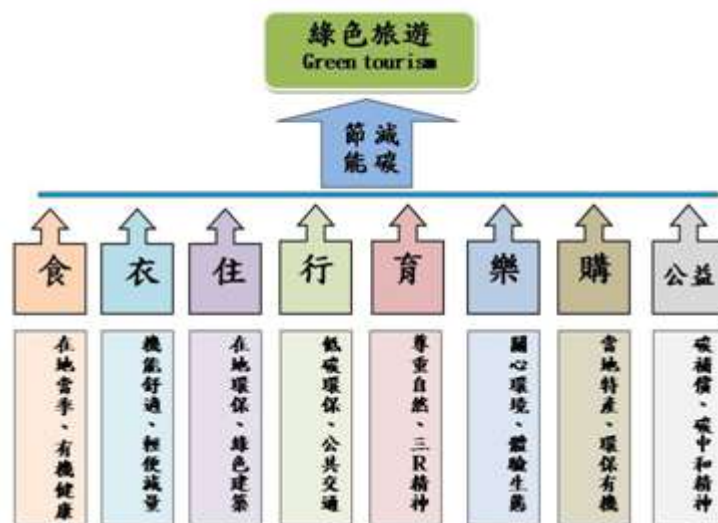 綠色旅遊
Green tourism
節能
減碳
食
衣
住
行
育
樂
購
公益
在地當季、有機健康
機能舒適、輕便減量
在地環保、綠色建築
低碳環保、公共交通
尊重自然、三R精神
關心環境、體驗生態
當地特產、環保有機
碳補償、碳中和精神